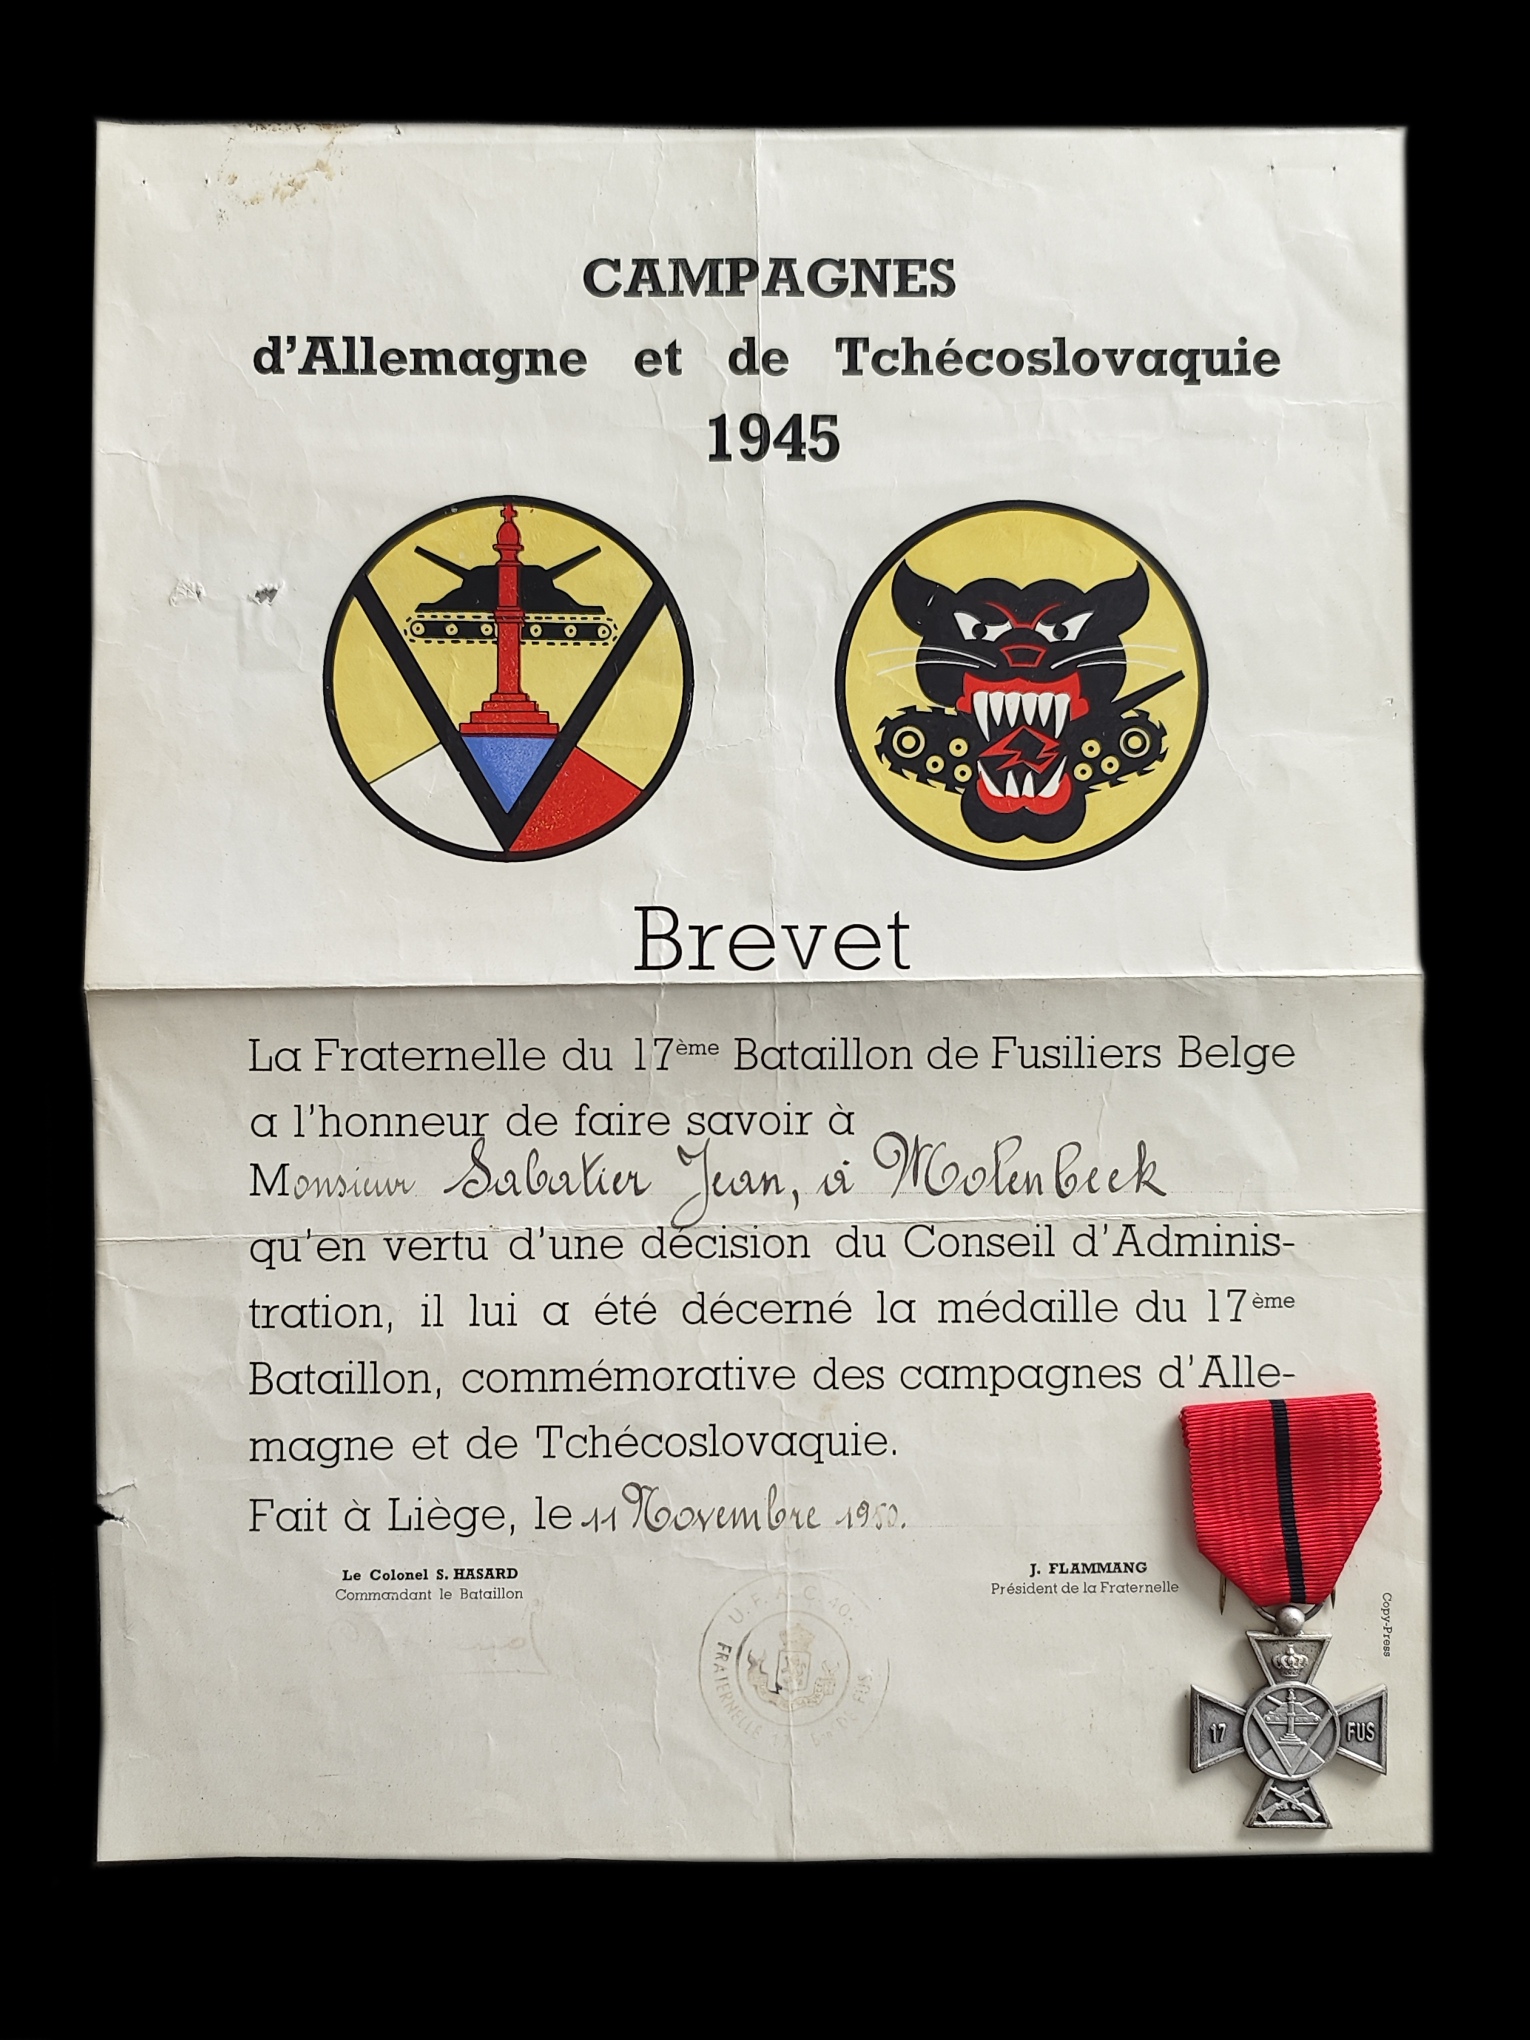 CAMPAGNES
d'Allemagne et de Tchécoslovaquie
1945
Brevet
La Fraternelle du 17ème Bataillon de Fusiliers Belge
a l'honneur de faire savoir à
Monsieur Sabatier Jean, à Molenbeek
qu'en vertu d'une décision du Conseil d'Adminis-
tration, il lui a été décerné la médaille du 17ème
Bataillon, commémorative des campagnes d'Alle-
magne et de Tchécoslovaquie.
Fait à Liège, le 11 Novembre 1950.
Le Colonel S. HASARD
Commandant le Bataillon
J. FLAMMANG
Président de la Fraternelle
Copy-Press
U.F.A.C.
FRATERNELLE
FUS
17
FUS